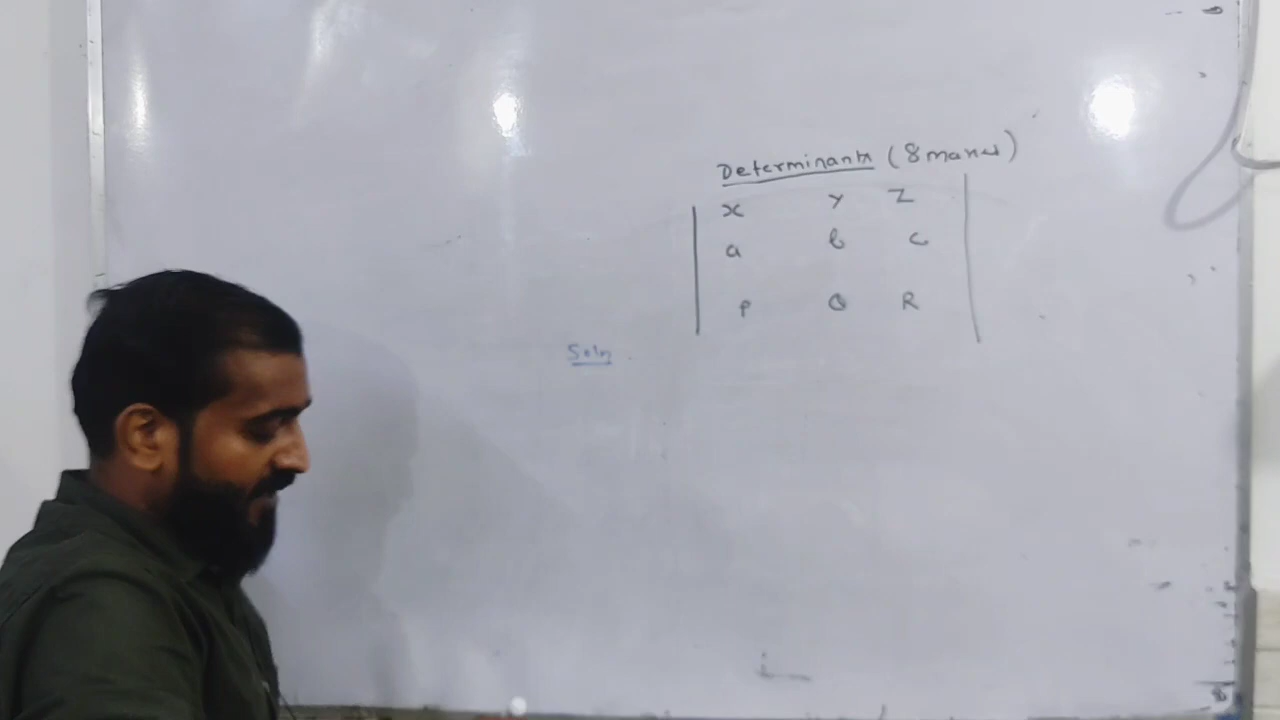 Determinants (8 marks)
x y z
a b c
P Q R
Soln